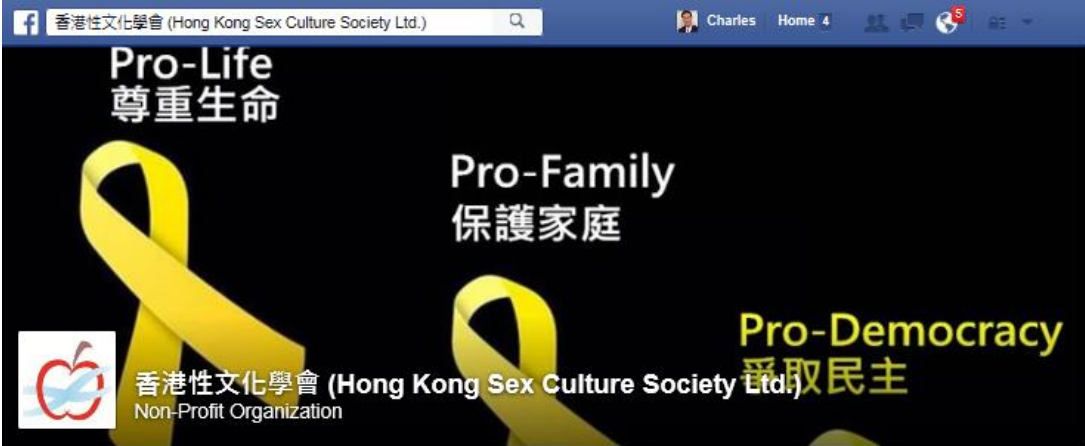 香港性文化學會 (Hong Kong Sex Culture Society Ltd.)
Charles
Home 4
5
Pro-Life
尊重生命
Pro-Family
保護家庭
Pro-Democracy
爭取民主
香港性文化學會 (Hong Kong Sex Culture Society Ltd.)
Non-Profit Organization